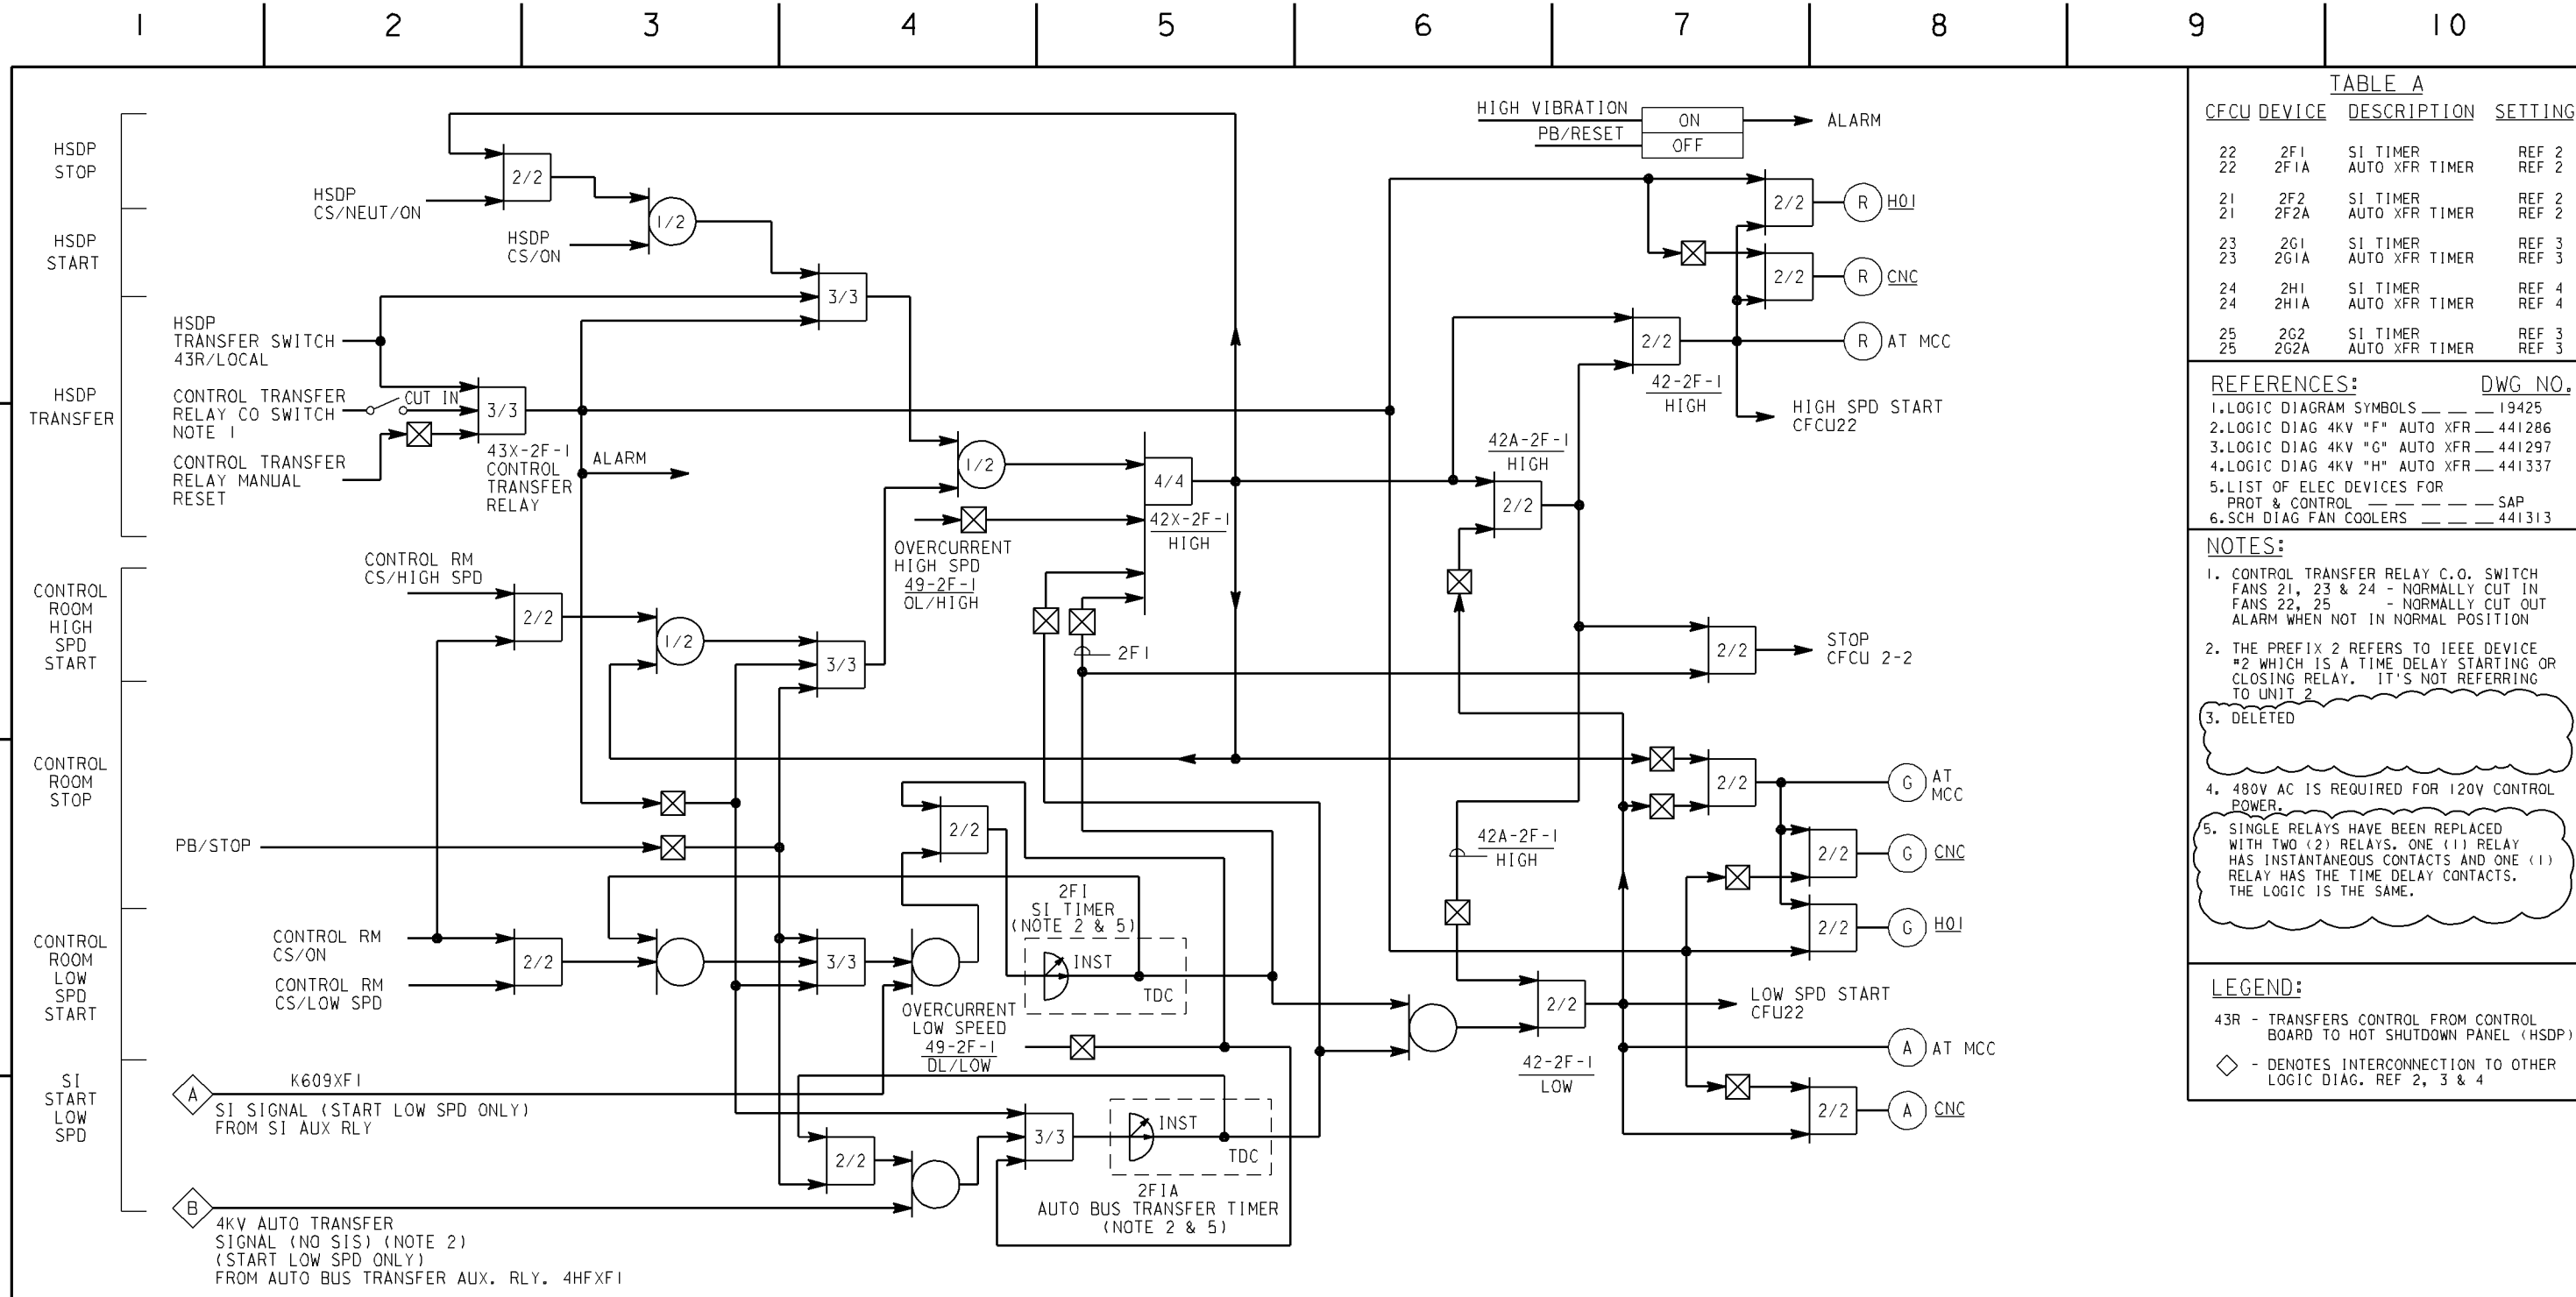 1 2 3 4 5 6 7 8 9 10
HSDP
STOP
HSDP
START
HSDP
TRANSFER
CONTROL
ROOM
HIGH
SPD
START
CONTROL
ROOM
STOP
CONTROL
ROOM
LOW
SPD
START
SI
START
LOW
SPD
HSDP
CS/NEUT/ON
2/2
HSDP
CS/ON
1/2
3/3
HSDP
TRANSFER SWITCH
43R/LOCAL
CONTROL TRANSFER
RELAY CO SWITCH
NOTE 1
CUT IN
3/3
CONTROL TRANSFER
RELAY MANUAL
RESET
43X-2F-1
CONTROL
TRANSFER
RELAY
ALARM
1/2
4/4
42X-2F-1
HIGH
OVERCURRENT
HIGH SPD
49-2F-1
OL/HIGH
CONTROL RM
CS/HIGH SPD
2/2
1/2
3/3
2F1
PB/STOP
2/2
CONTROL RM
CS/ON
CONTROL RM
CS/LOW SPD
2/2
3/3
2F1
SI TIMER
(NOTE 2 & 5)
INST
TDC
OVERCURRENT
LOW SPEED
49-2F-1
DL/LOW
A
K609XF1
SI SIGNAL (START LOW SPD ONLY)
FROM SI AUX RLY
B
4KV AUTO TRANSFER
SIGNAL (NO SIS) (NOTE 2)
(START LOW SPD ONLY)
FROM AUTO BUS TRANSFER AUX. RLY. 4HFXF1
2/2
3/3
INST
TDC
2F1A
AUTO BUS TRANSFER TIMER
(NOTE 2 & 5)
HIGH VIBRATION
PB/RESET
ON
OFF
ALARM
2/2
R
HO1
2/2
R
CNC
2/2
R
AT MCC
42-2F-1
HIGH
HIGH SPD START
CFCU22
42A-2F-1
HIGH
2/2
2/2
STOP
CFCU 2-2
2/2
G
AT
MCC
42A-2F-1
HIGH
2/2
G
CNC
2/2
G
HO1
2/2
LOW SPD START
CFU22
42-2F-1
LOW
A
AT MCC
2/2
A
CNC
TABLE A
CFCU DEVICE DESCRIPTION SETTING
22 2F1 SI TIMER REF 2
22 2F1A AUTO XFR TIMER REF 2
21 2F2 SI TIMER REF 2
21 2F2A AUTO XFR TIMER REF 2
23 2G1 SI TIMER REF 3
23 2G1A AUTO XFR TIMER REF 3
24 2H1 SI TIMER REF 4
24 2H1A AUTO XFR TIMER REF 4
25 2G2 SI TIMER REF 3
25 2G2A AUTO XFR TIMER REF 3
REFERENCES: DWG NO.
1.LOGIC DIAGRAM SYMBOLS 19425
2.LOGIC DIAG 4KV "F" AUTO XFR 441286
3.LOGIC DIAG 4KV "G" AUTO XFR 441297
4.LOGIC DIAG 4KV "H" AUTO XFR 441337
5.LIST OF ELEC DEVICES FOR
PROT & CONTROL SAP
6.SCH DIAG FAN COOLERS 441313
NOTES:
1. CONTROL TRANSFER RELAY C.O. SWITCH
FANS 21, 23 & 24 - NORMALLY CUT IN
FANS 22, 25 - NORMALLY CUT OUT
ALARM WHEN NOT IN NORMAL POSITION
2. THE PREFIX 2 REFERS TO IEEE DEVICE
#2 WHICH IS A TIME DELAY STARTING OR
CLOSING RELAY. IT'S NOT REFERRING
TO UNIT 2
3. DELETED
4. 480V AC IS REQUIRED FOR 120V CONTROL
POWER.
5. SINGLE RELAYS HAVE BEEN REPLACED
WITH TWO (2) RELAYS. ONE (1) RELAY
HAS INSTANTANEOUS CONTACTS AND ONE (1)
RELAY HAS THE TIME DELAY CONTACTS.
THE LOGIC IS THE SAME.
LEGEND:
43R - TRANSFERS CONTROL FROM CONTROL
BOARD TO HOT SHUTDOWN PANEL (HSDP)
- DENOTES INTERCONNECTION TO OTHER
LOGIC DIAG. REF 2, 3 & 4